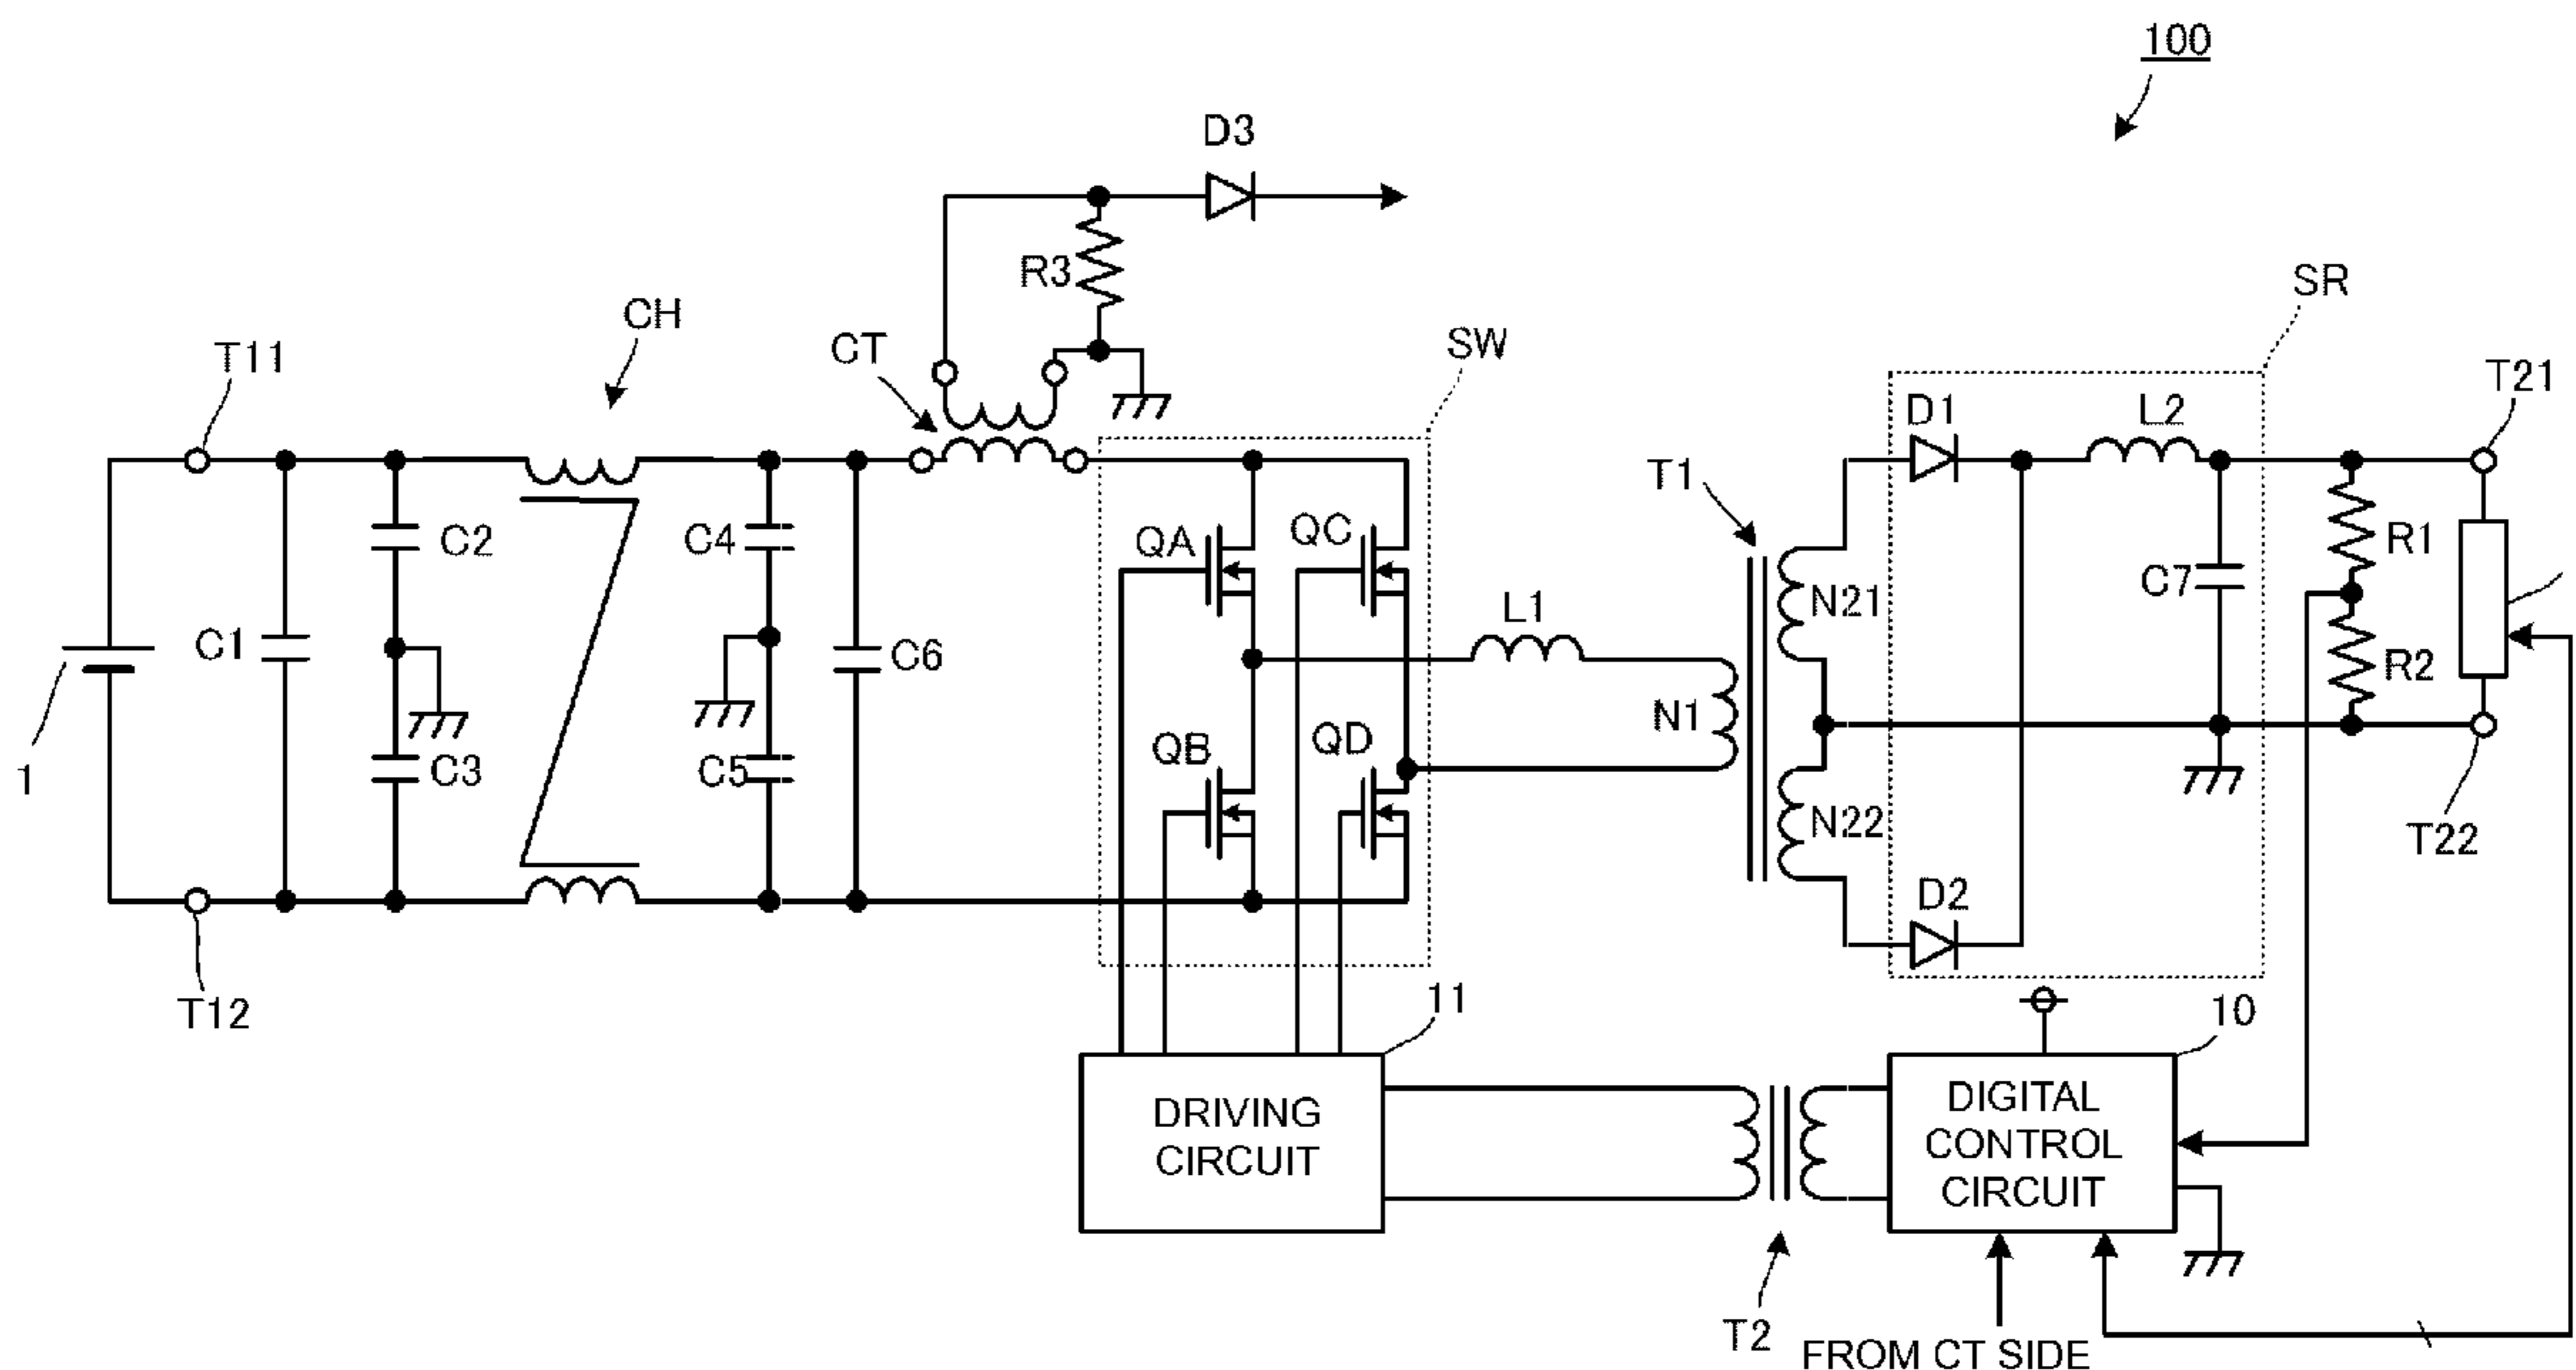 100
D3
R3
CH
CT
SW
SR
T11
T21
D1
L2
T1
C2
C4
QA
QC
R1
C7
N21
L1
C1
C6
R2
N1
QB
QD
C3
C5
N22
1
T22
D2
T12
11
10
DRIVING
CIRCUIT
DIGITAL
CONTROL
CIRCUIT
T2
FROM CT SIDE